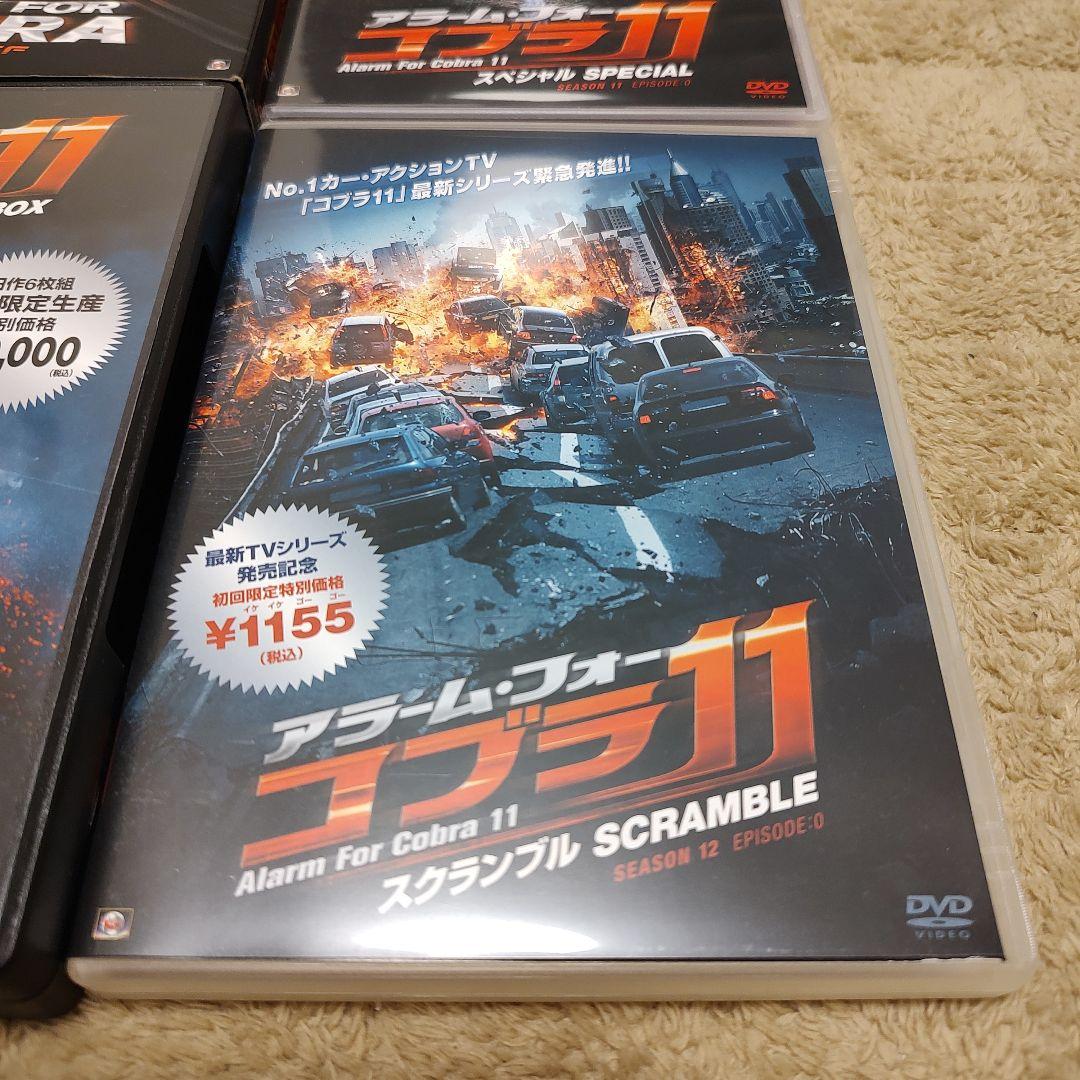 FOR
アラーム・フォー
コブラ11
Alarm For Cobra 11
スペシャル SPECIAL
SEASON 11 EPISODE:0
DVD
VIDEO
11
BOX
作6枚組
限定生産
別価格
,000
(税込)
No.1カー・アクションTV
「コブラ11」最新シリーズ緊急発進!!
最新TVシリーズ
発売記念
初回限定特別価格
イケ イケ ゴー ゴー
¥1155
(税込)
アラーム・フォー
コブラ11
Alarm For Cobra 11
スクランブル SCRAMBLE
SEASON 12 EPISODE:0
DVD
VIDEO